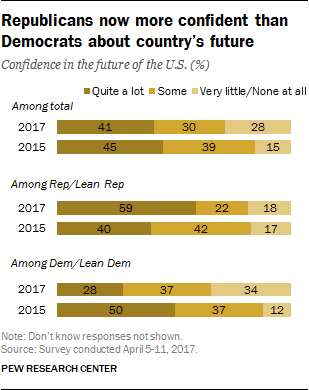 Republicans now more confident than
Democrats about country's future
Confidence in the future of the U.S. (%)
Quite a lot Some Very little/None at all
Among total
2017 41 30 28
2015 45 39 15
Among Rep/Lean Rep
2017 59 22 18
2015 40 42 17
Among Dem/Lean Dem
2017 28 37 34
2015 50 37 12
Note: Don't know responses not shown.
Source: Survey conducted April 5-11, 2017.
PEW RESEARCH CENTER